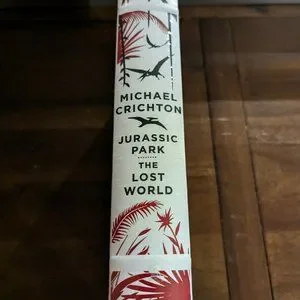 MICHAEL
CRICHTON
JURASSIC
PARK
THE
LOST
WORLD